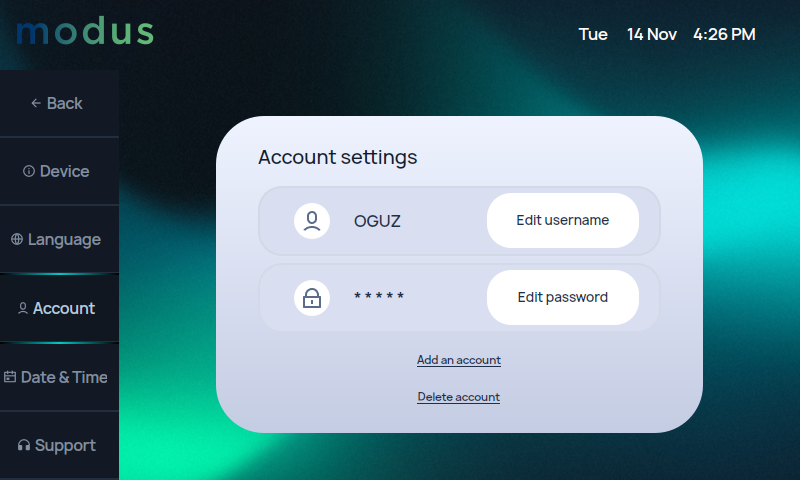 modus
Tue 14 Nov 4:26 PM
Back
Device
Language
Account
Date & Time
Support
Account settings
OGUZ
Edit username
* * * * *
Edit password
Add an account
Delete account